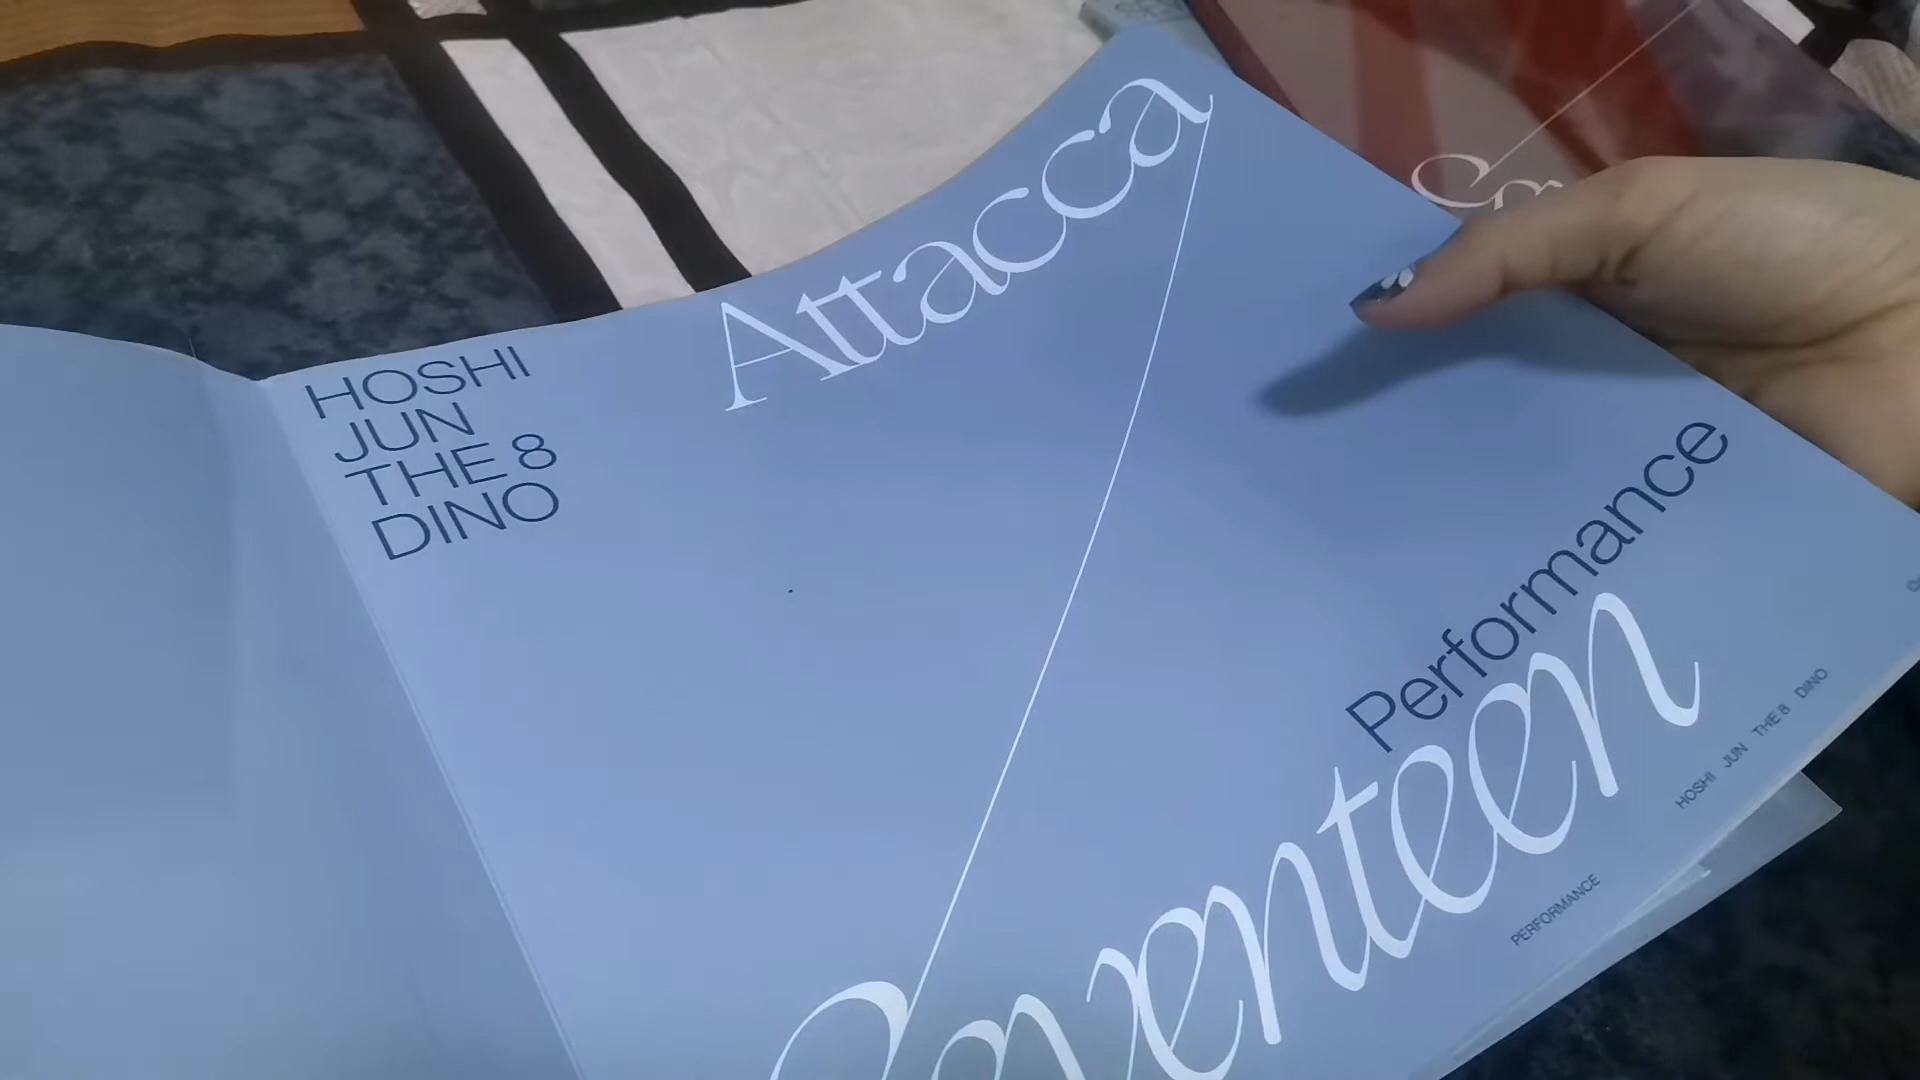 Attacca
HOSHI
JUN
THE 8
DINO
Performance
Seventeen
HOSHI JUN THE 8 DINO
PERFORMANCE